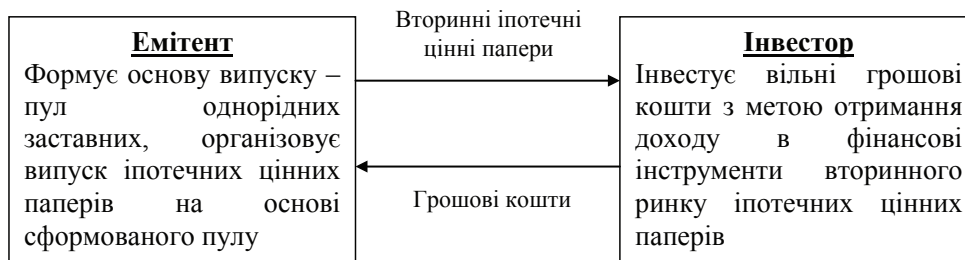 Емітент
Формує основу випуску –
пул однорідних
заставних, організовує
випуск іпотечних цінних
паперів на основі
сформованого пулу
Вторинні іпотечні
цінні папери
Грошові кошти
Інвестор
Інвестує вільні грошові
кошти з метою отримання
доходу в фінансові
інструменти вторинного
ринку іпотечних цінних
паперів